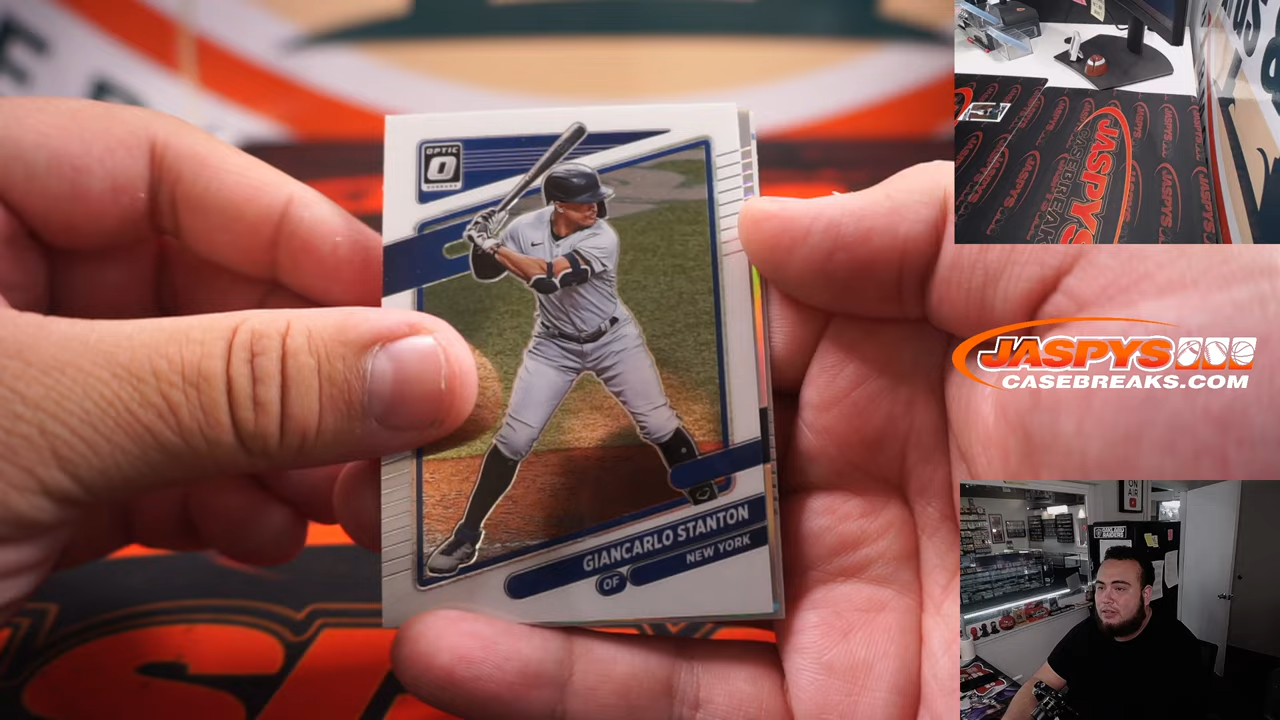 OPTIC
GIANCARLO STANTON
OF
NEW YORK
JASPYS
CASEBREAKS.COM
JASPYS
CASEBREAKS
ON
AIR